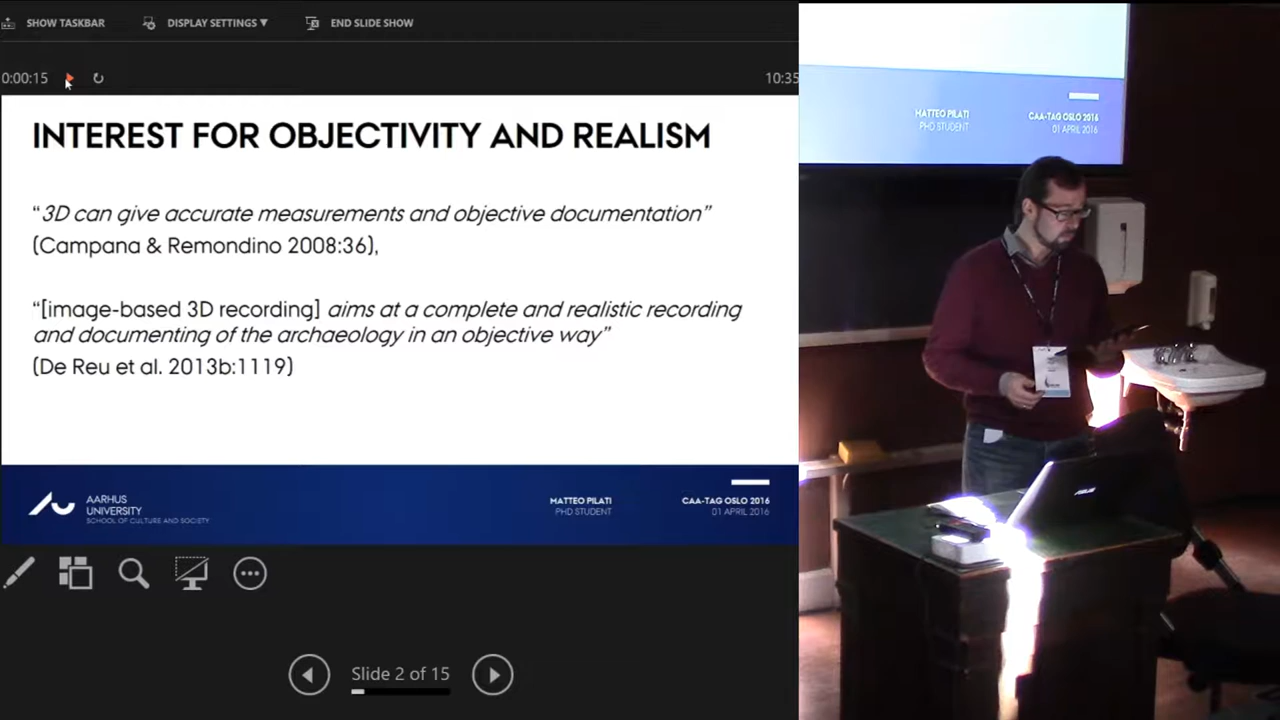 SHOW TASKBAR
DISPLAY SETTINGS ▼
END SLIDE SHOW
0:00:15
10:35
INTEREST FOR OBJECTIVITY AND REALISM
“3D can give accurate measurements and objective documentation”
(Campana & Remondino 2008:36),
“[image-based 3D recording] aims at a complete and realistic recording
and documenting of the archaeology in an objective way”
(De Reu et al. 2013b:1119)
AARHUS
UNIVERSITY
SCHOOL OF CULTURE AND SOCIETY
MATTEO PILATI
PHD STUDENT
CAA-TAG OSLO 2016
01 APRIL 2016
Slide 2 of 15
MATTEO PILATI
PHD STUDENT
CAA-TAG OSLO 2016
01 APRIL 2016
ASUS